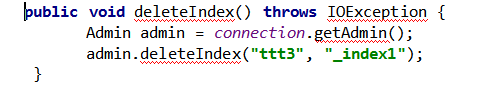 public void deleteIndex() throws IOException {
Admin admin = connection.getAdmin();
admin.deleteIndex("ttt3", "_index1");
}